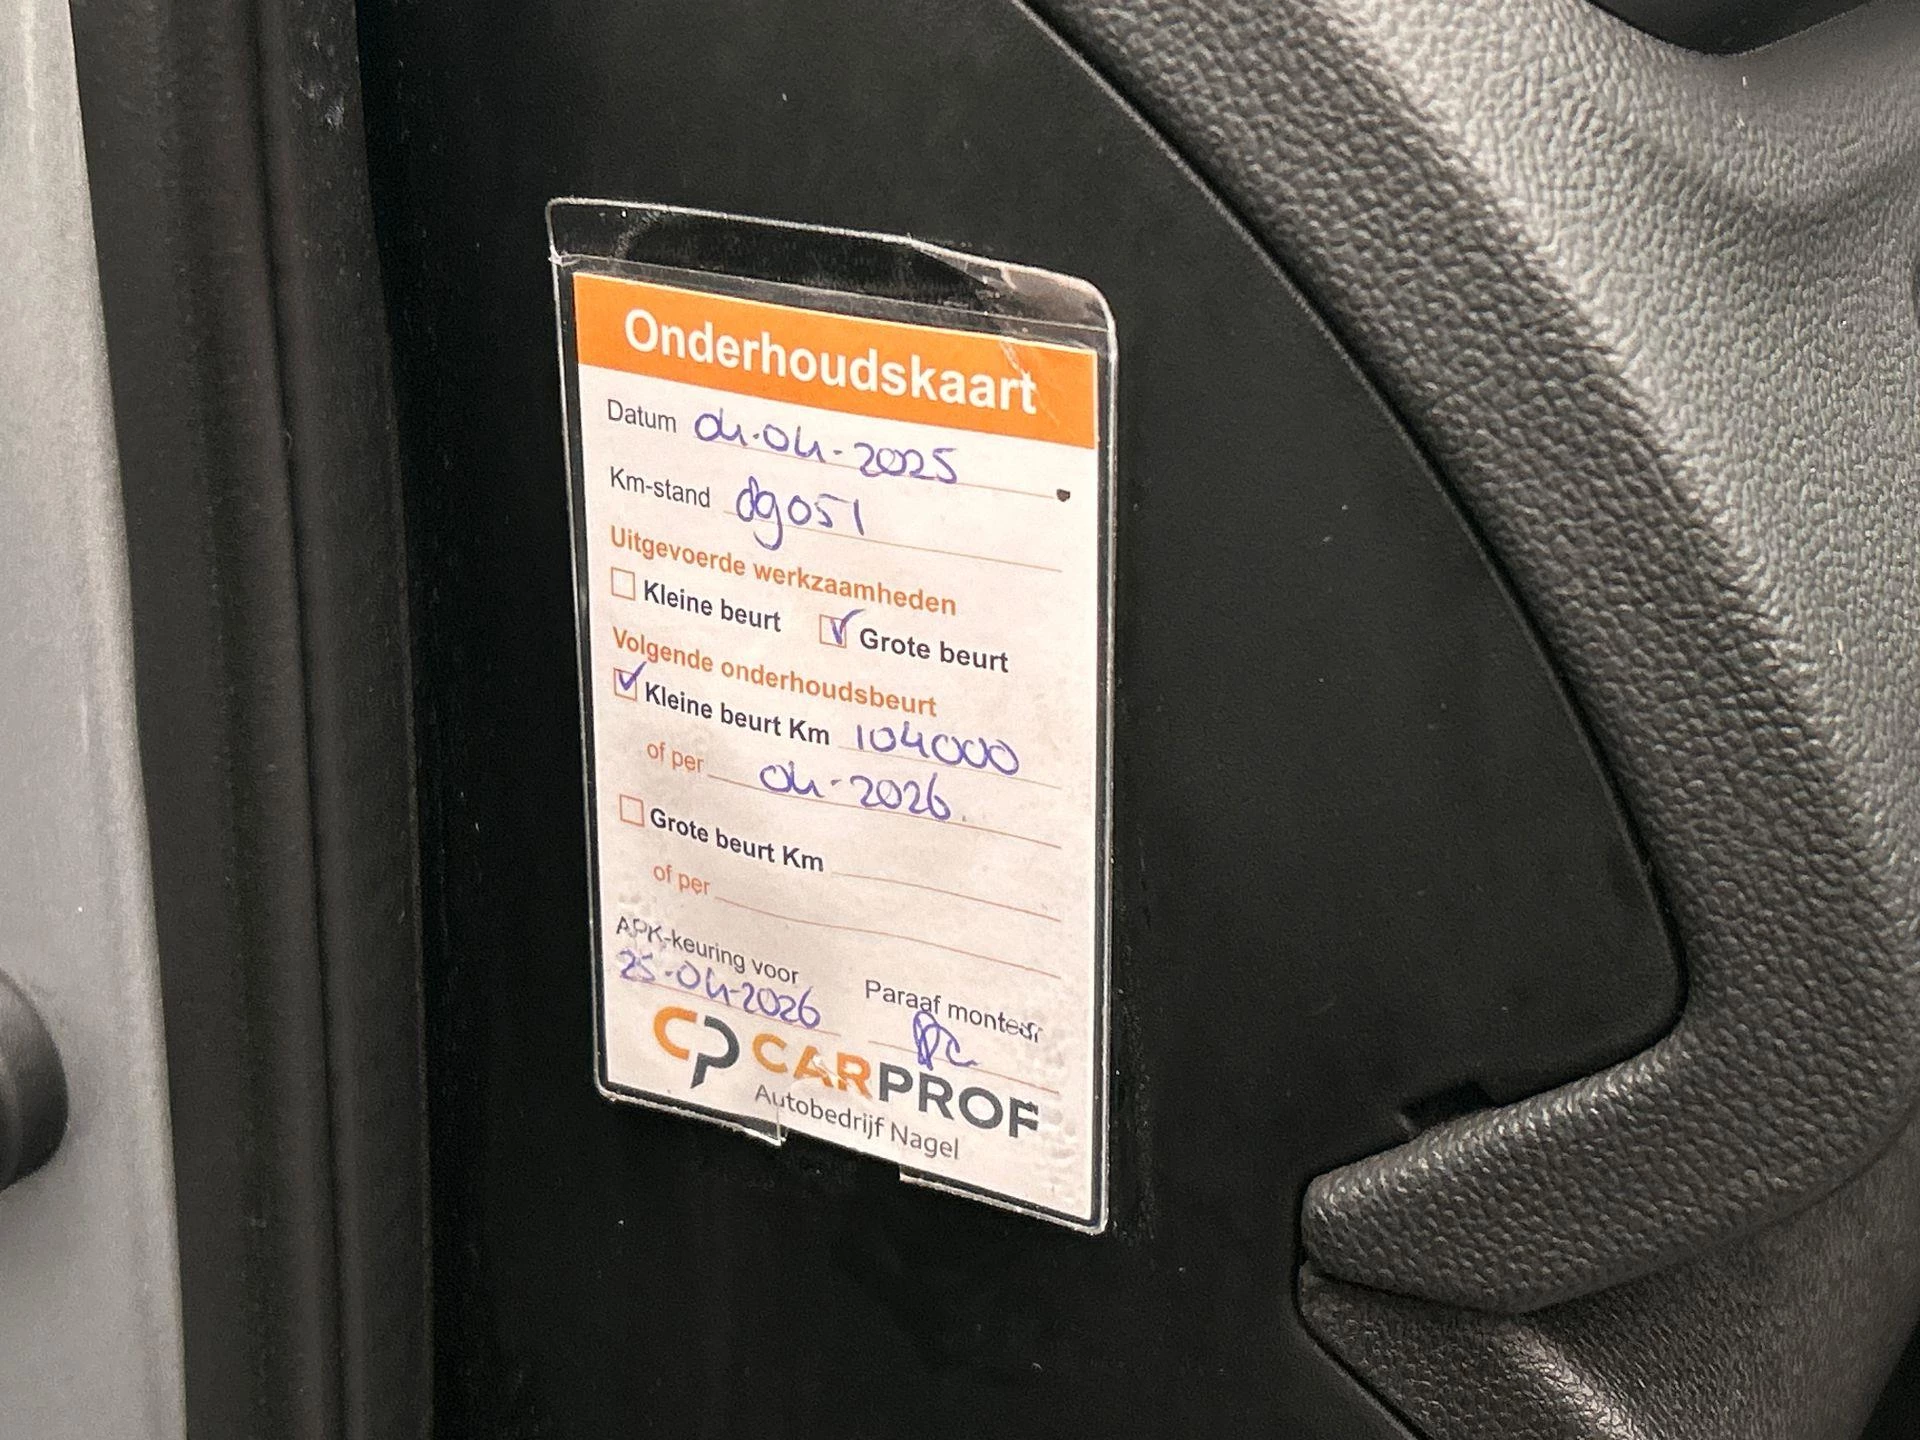 Onderhoudskaart
Datum 04-04-2025
Km-stand 89051
Uitgevoerde werkzaamheden
Kleine beurt Grote beurt
Volgende onderhoudsbeurt
Kleine beurt Km 104000
of per 04-2026.
Grote beurt Km
of per
APK-keuring voor Paraaf monteur
25-04-2026
CP CARPROF
Autobedrijf Nagel